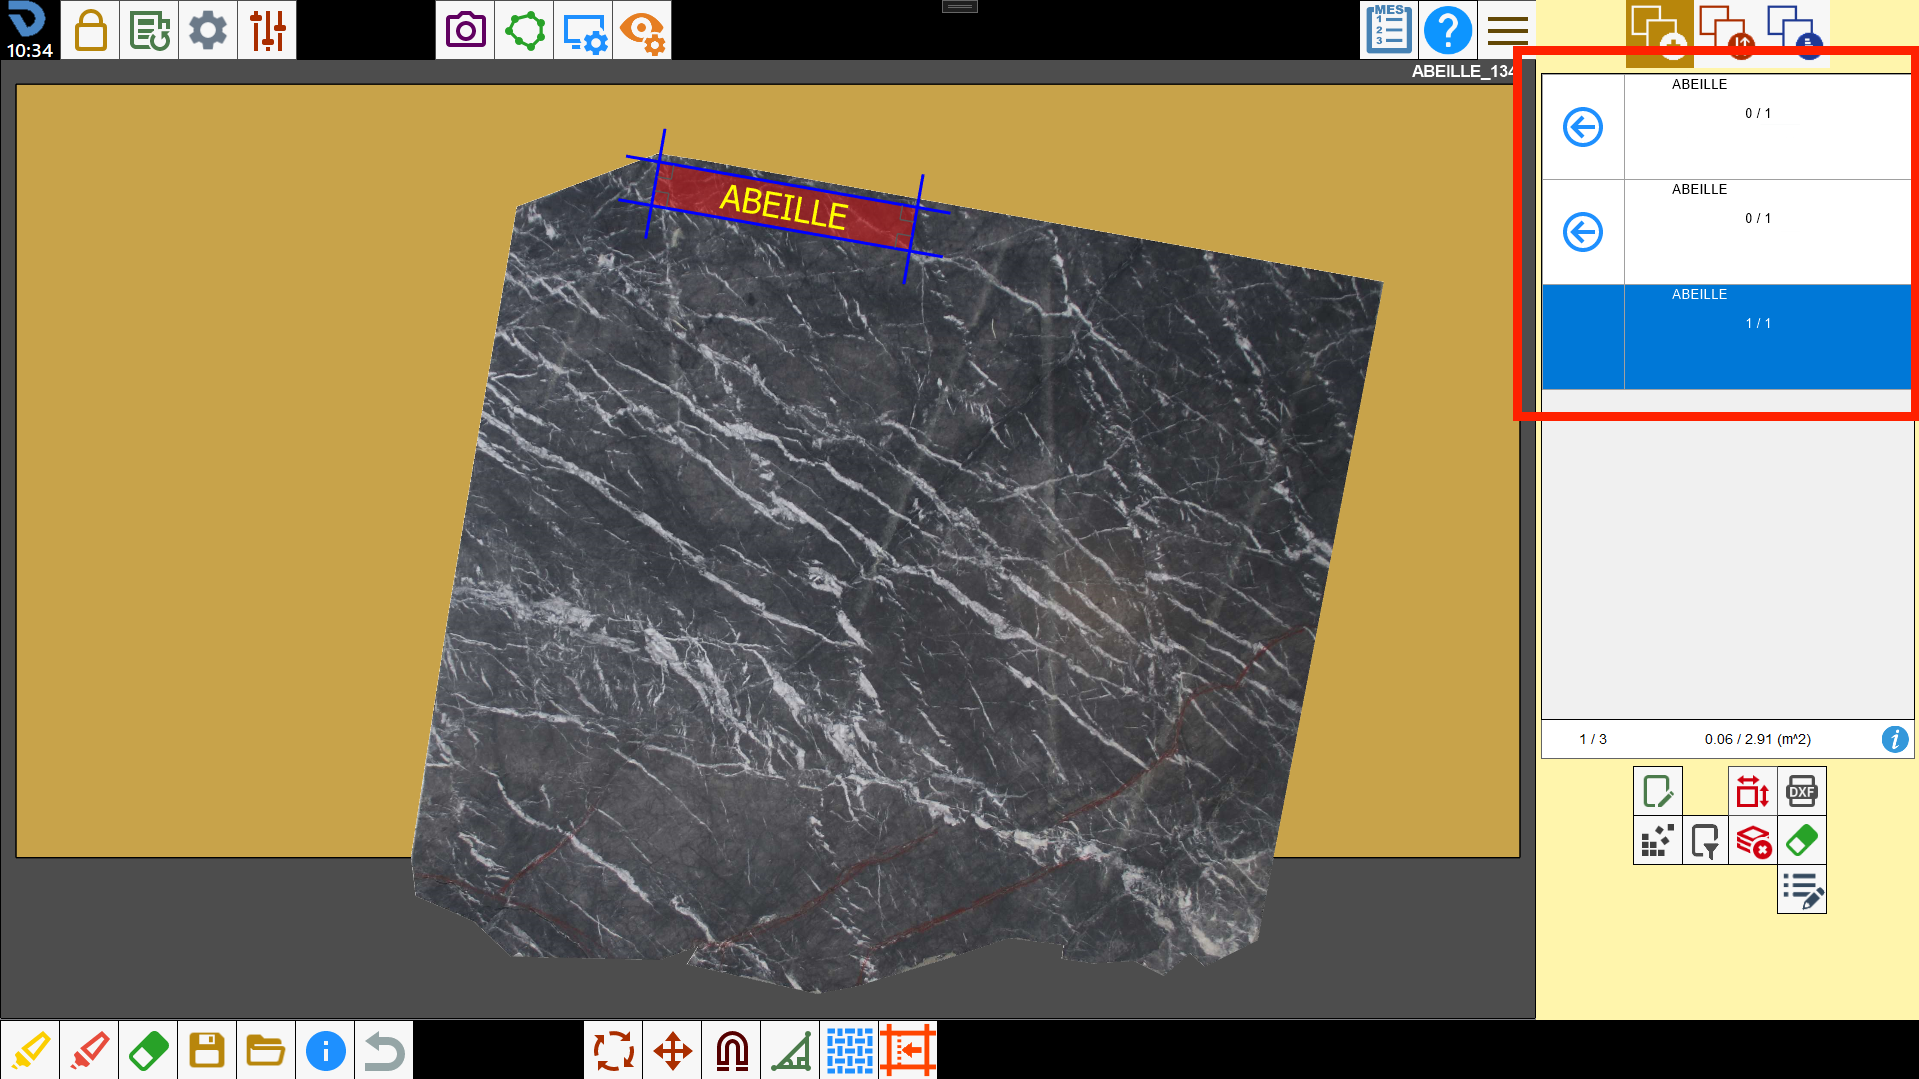 10:34
MES
1
2
3
?
ABEILLE_134
ABEILLE
ABEILLE
0 / 1
ABEILLE
0 / 1
ABEILLE
1 / 1
1 / 3
0.06 / 2.91 (m^2)
i
DXF
i